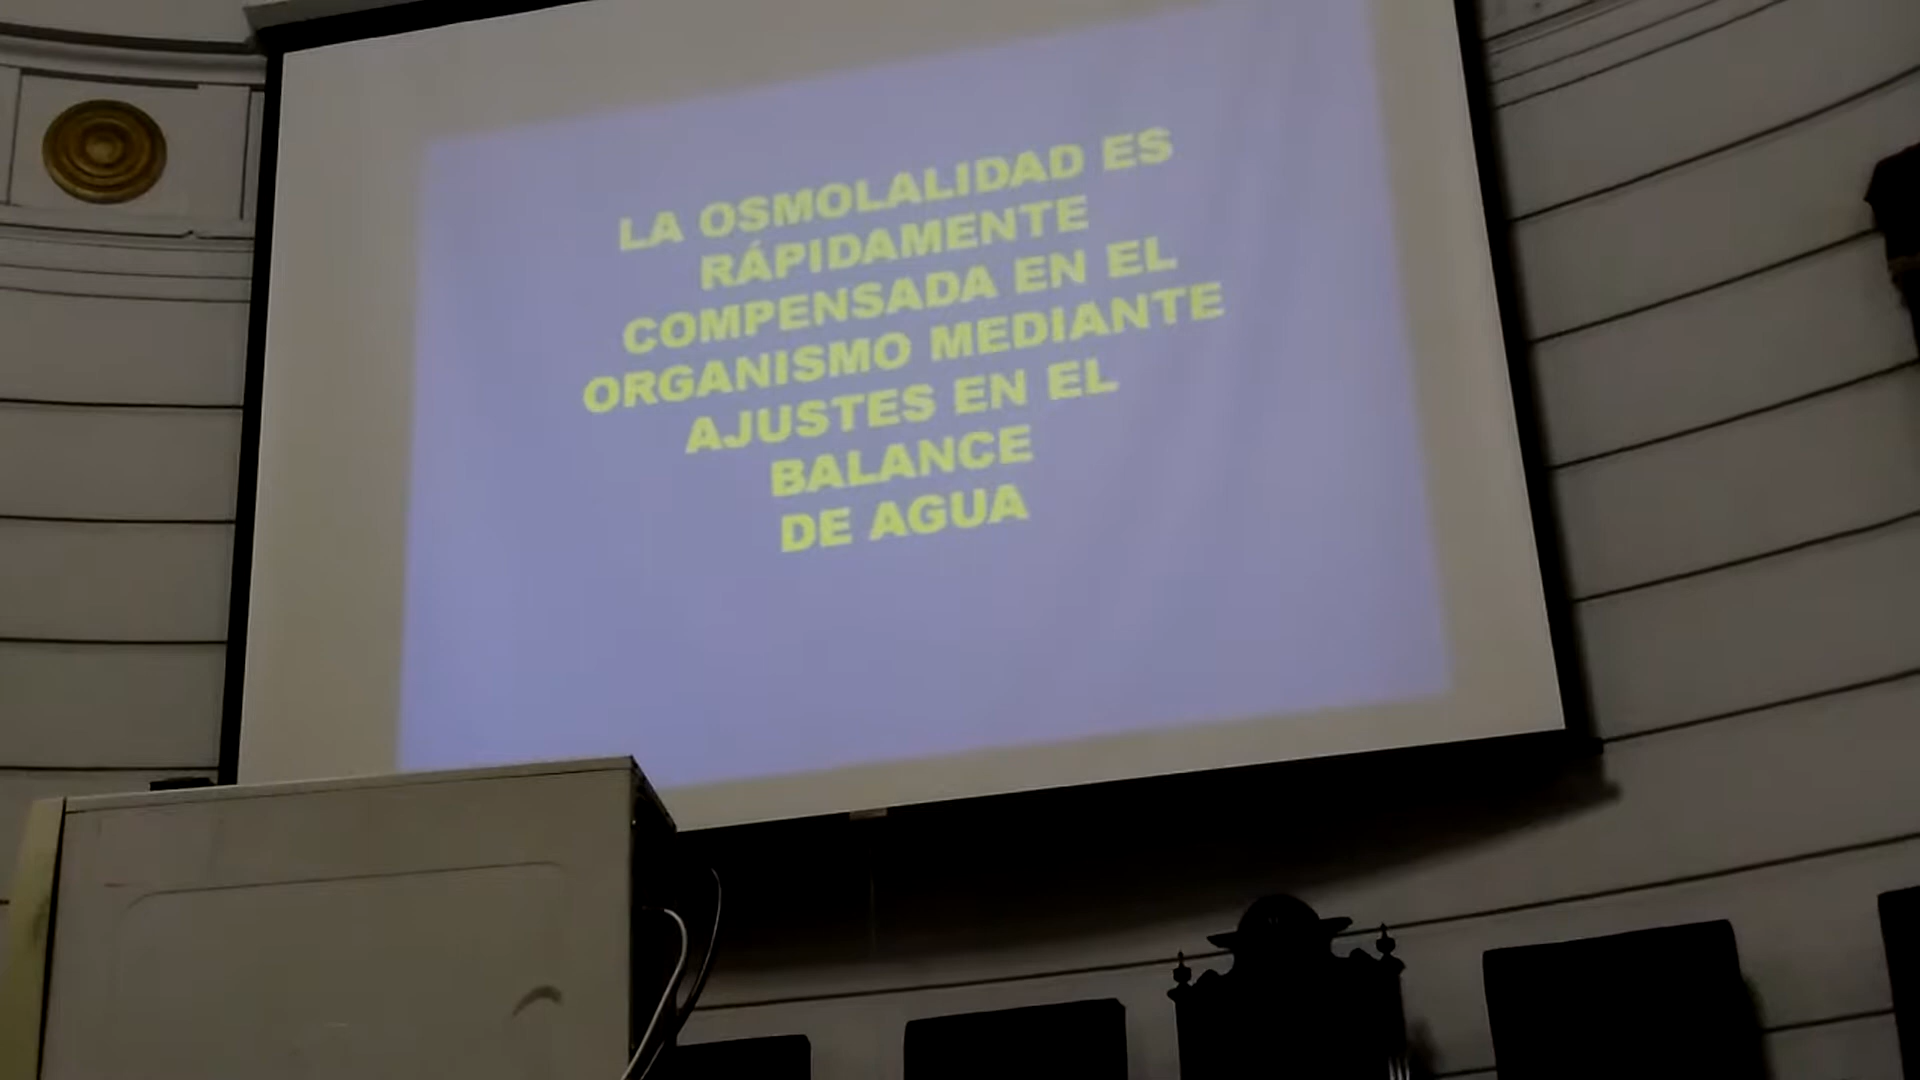 LA OSMOLALIDAD ES
RÁPIDAMENTE
COMPENSADA EN EL
ORGANISMO MEDIANTE
AJUSTES EN EL
BALANCE
DE AGUA